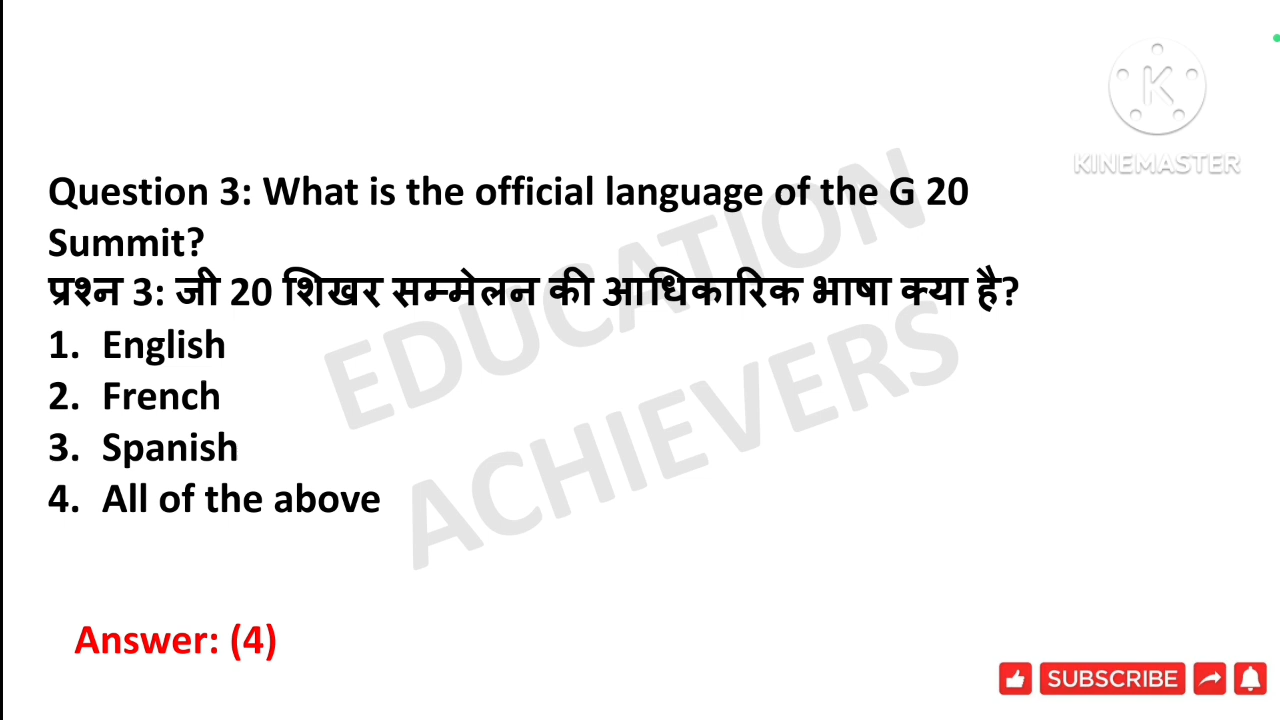 KINEMASTER
Question 3: What is the official language of the G 20
Summit?
प्रश्न 3: जी 20 शिखर सम्मेलन की आधिकारिक भाषा क्या है?
1. English
2. French
3. Spanish
4. All of the above
EDUCATION
ACHIEVERS
Answer: (4)
SUBSCRIBE